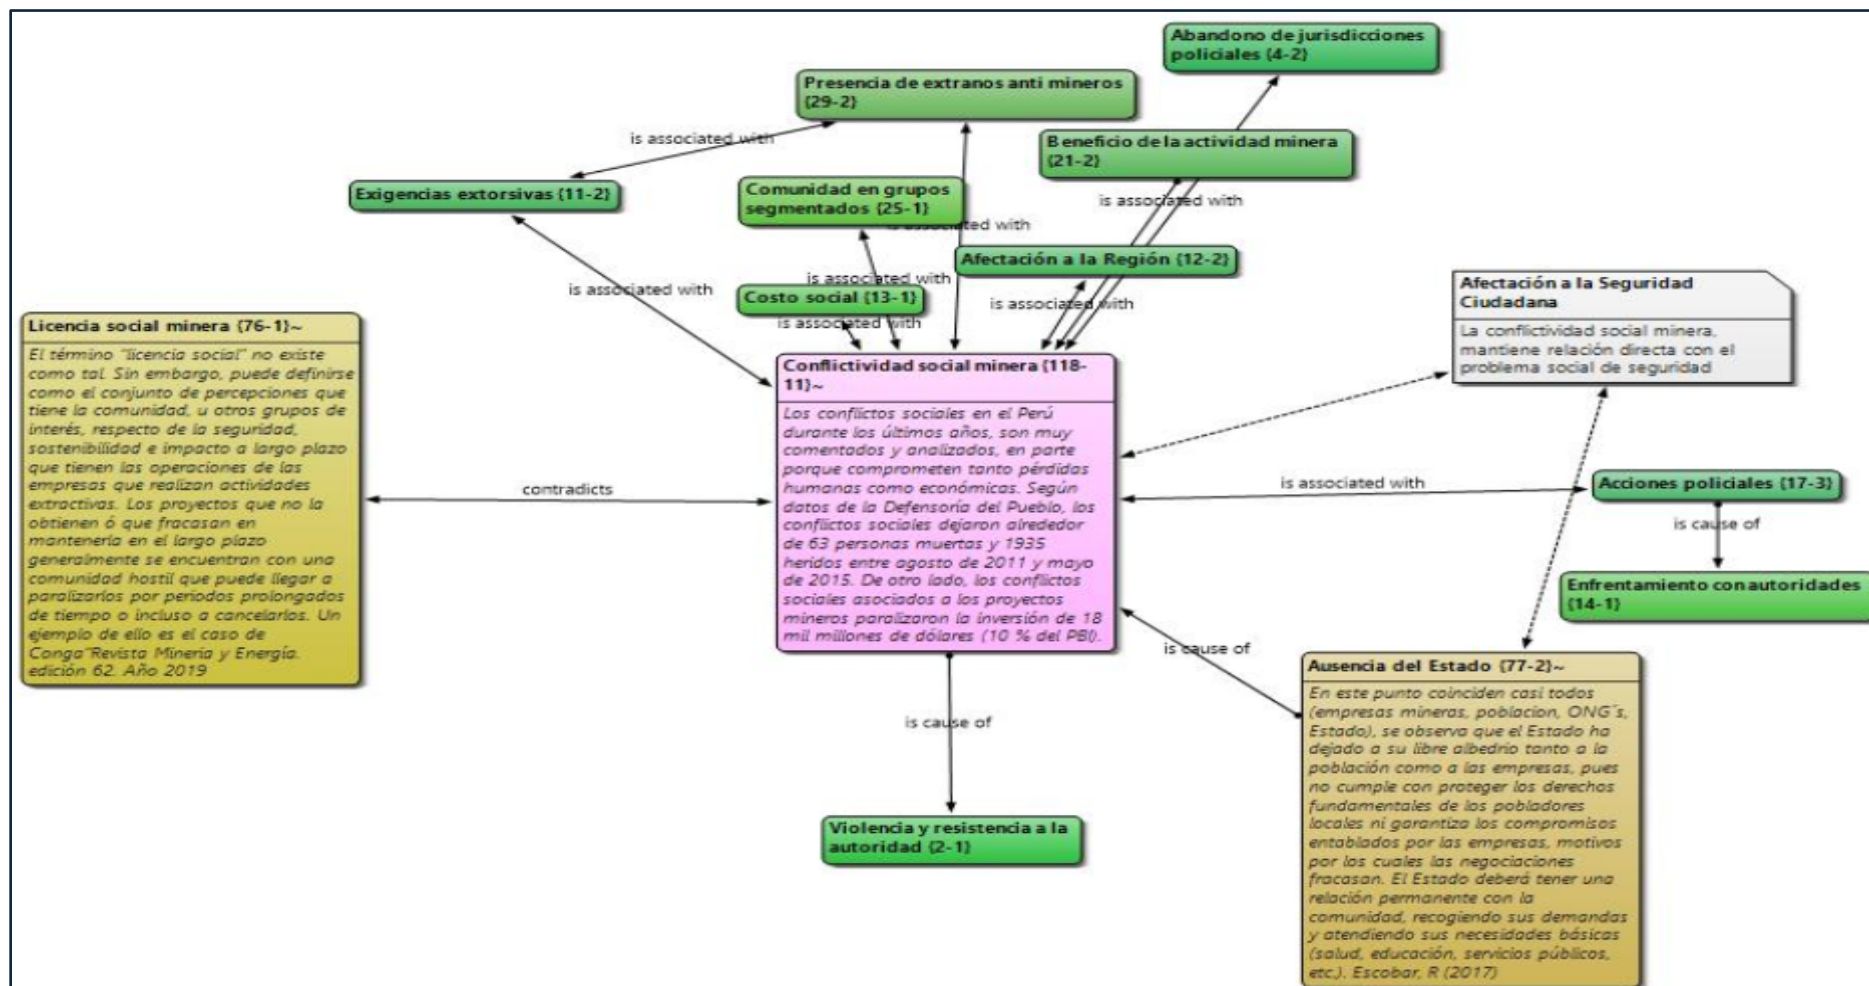 Abandono de jurisdicciones
policiales {4-2}
Presencia de extranos anti mineros
{29-2}
is associated with
Beneficio de la actividad minera
{21-2}
Exigencias extorsivas {11-2}
Comunidad en grupos
segmentados {25-1}
is associated with
is associated with
Afectación a la Región {12-2}
is associated with
is associated with
Costo social {13-1}
is associated with
is associated with
Afectación a la Seguridad
Ciudadana
La conflictividad social minera,
mantiene relación directa con el
problema social de seguridad
Licencia social minera {76-1}~
El término "licencia social" no existe
como tal. Sin embargo, puede definirse
como el conjunto de percepciones que
tiene la comunidad, u otros grupos de
interés, respecto de la seguridad,
sostenibilidad e impacto a largo plazo
que tienen las operaciones de las
empresas que realizan actividades
extractivas. Los proyectos que no la
obtienen ó que fracasan en
mantenerla en el largo plazo
generalmente se encuentran con una
comunidad hostil que puede llegar a
paralizarlos por periodos prolongados
de tiempo o incluso a cancelarlos. Un
ejemplo de ello es el caso de
Conga"Revista Minería y Energía.
edición 62. Año 2019
contradicts
Conflictividad social minera {118-
11}~
Los conflictos sociales en el Perú
durante los últimos años, son muy
comentados y analizados, en parte
porque comprometen tanto pérdidas
humanas como económicas. Según
datos de la Defensoría del Pueblo, los
conflictos sociales dejaron alrededor
de 63 personas muertas y 1935
heridos entre agosto de 2011 y mayo
de 2015. De otro lado, los conflictos
sociales asociados a los proyectos
mineros paralizaron la inversión de 18
mil millones de dólares (10 % del PBI).
is associated with
Acciones policiales {17-3}
is cause of
Enfrentamiento con autoridades
{14-1}
is cause of
is cause of
Violencia y resistencia a la
autoridad {2-1}
Ausencia del Estado {77-2}~
En este punto coinciden casi todos
(empresas mineras, poblacion, ONG´s,
Estado), se observa que el Estado ha
dejado a su libre albedrio tanto a la
población como a las empresas, pues
no cumple con proteger los derechos
fundamentales de los pobladores
locales ni garantiza los compromisos
entablados por las empresas, motivos
por los cuales las negociaciones
fracasan. El Estado deberá tener una
relación permanente con la
comunidad, recogiendo sus demandas
y atendiendo sus necesidades básicas
(salud, educación, servicios públicos,
etc.). Escobar, R (2017)